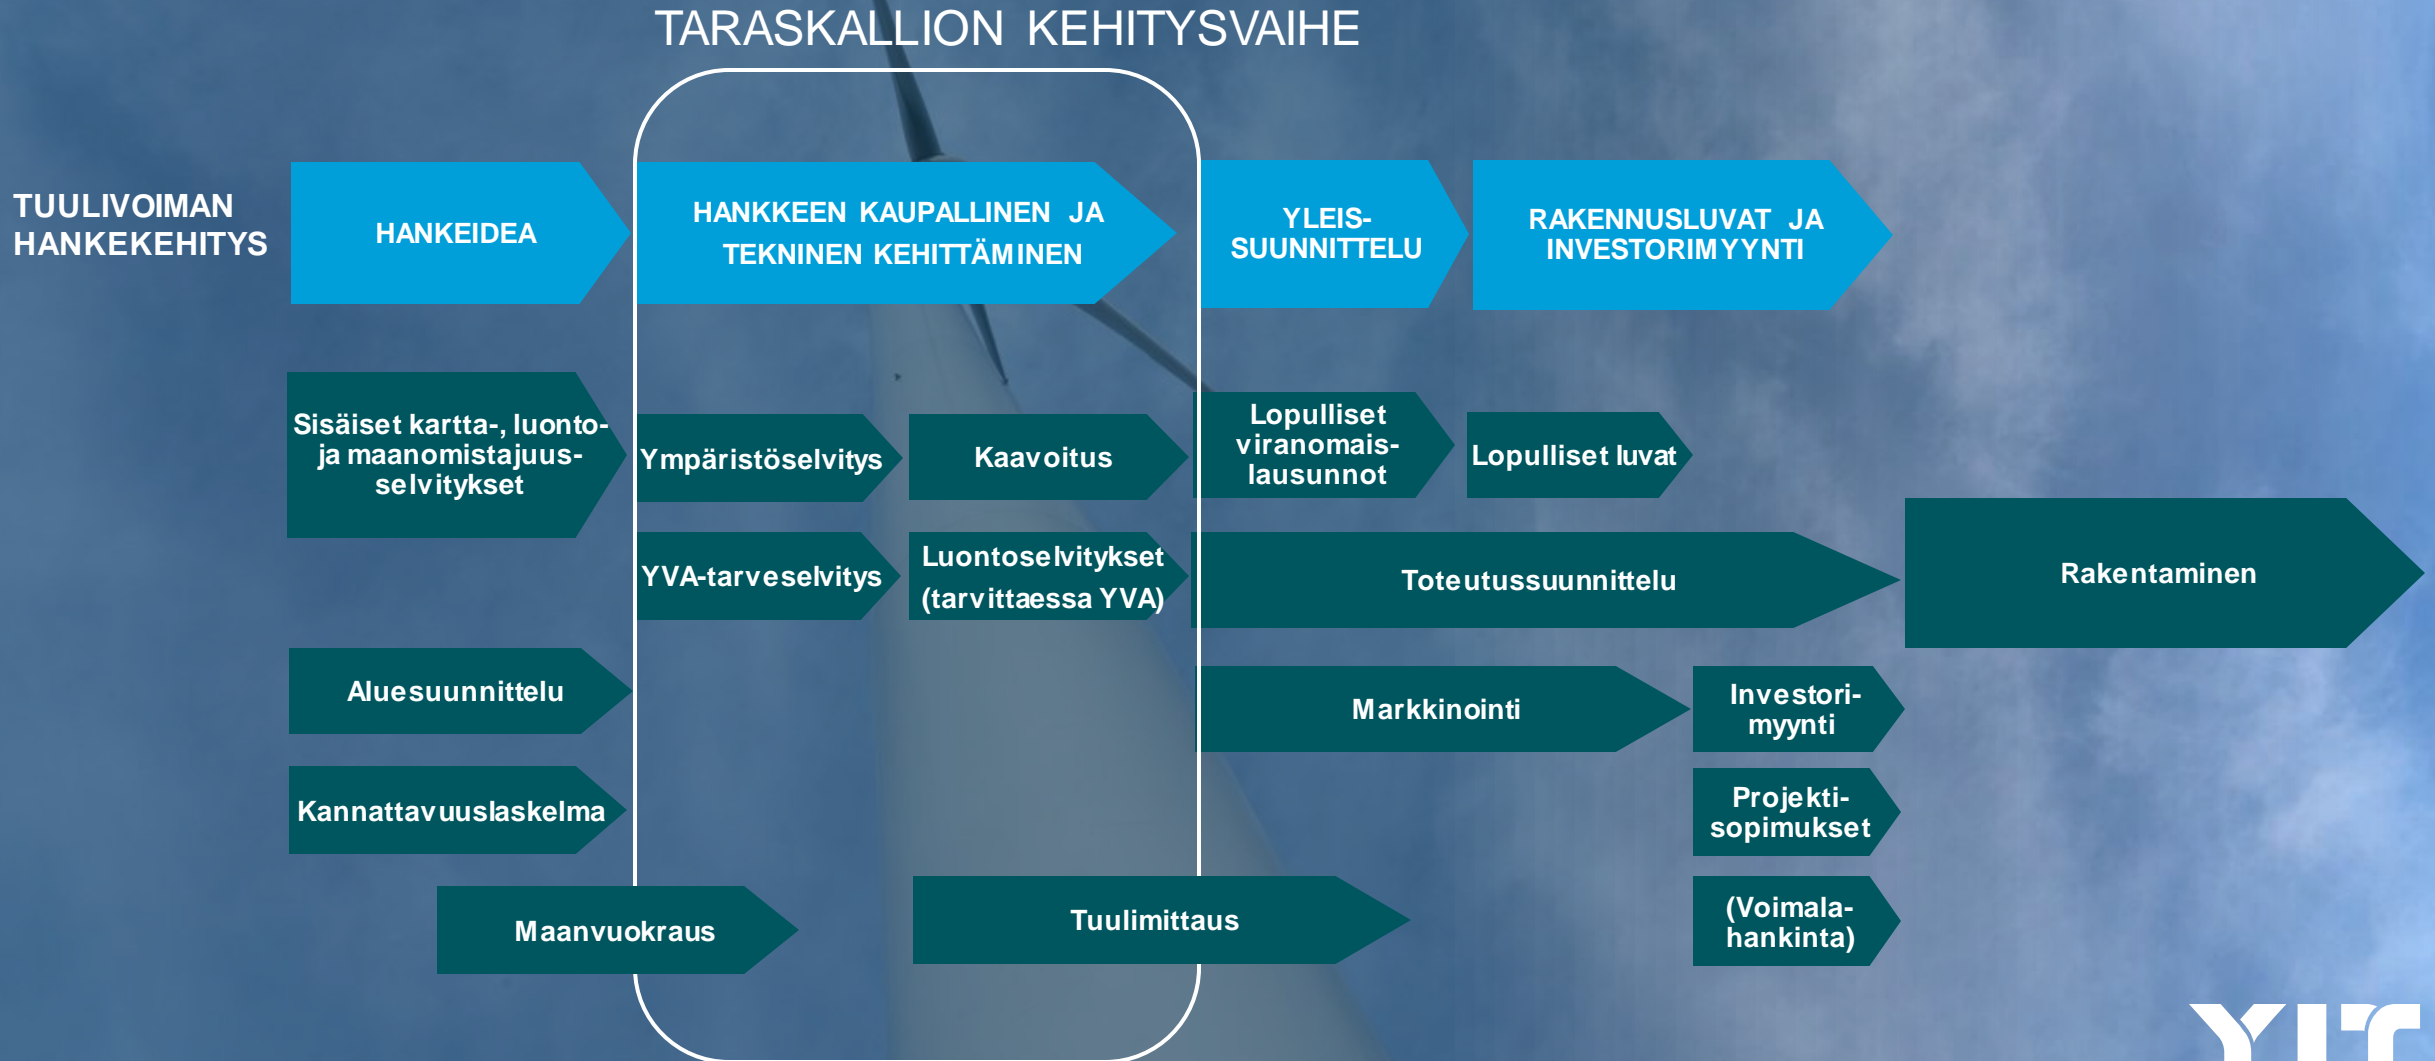 TARASKALLION KEHITYSVAIHE
TUULIVOIMAN
HANKEKEHITYS
HANKEIDEA
HANKKEEN KAUPALLINEN JA
TEKNINEN KEHITTÄMINEN
YLEIS-
SUUNNITTELU
RAKENNUSLUVAT JA
INVESTORIMYYNTI
Sisäiset kartta-, luonto-
ja maanomistajuus-
selvitykset
Ympäristöselvitys
Kaavoitus
Lopulliset
viranomais-
lausunnot
Lopulliset luvat
YVA-tarveselvitys
Luontoselvitykset
(tarvittaessa YVA)
Toteutussuunnittelu
Rakentaminen
Aluesuunnittelu
Markkinointi
Investori-
myynti
Kannattavuuslaskelma
Projekti-
sopimukset
Maanvuokraus
Tuulimittaus
(Voimala-
hankinta)
YIT